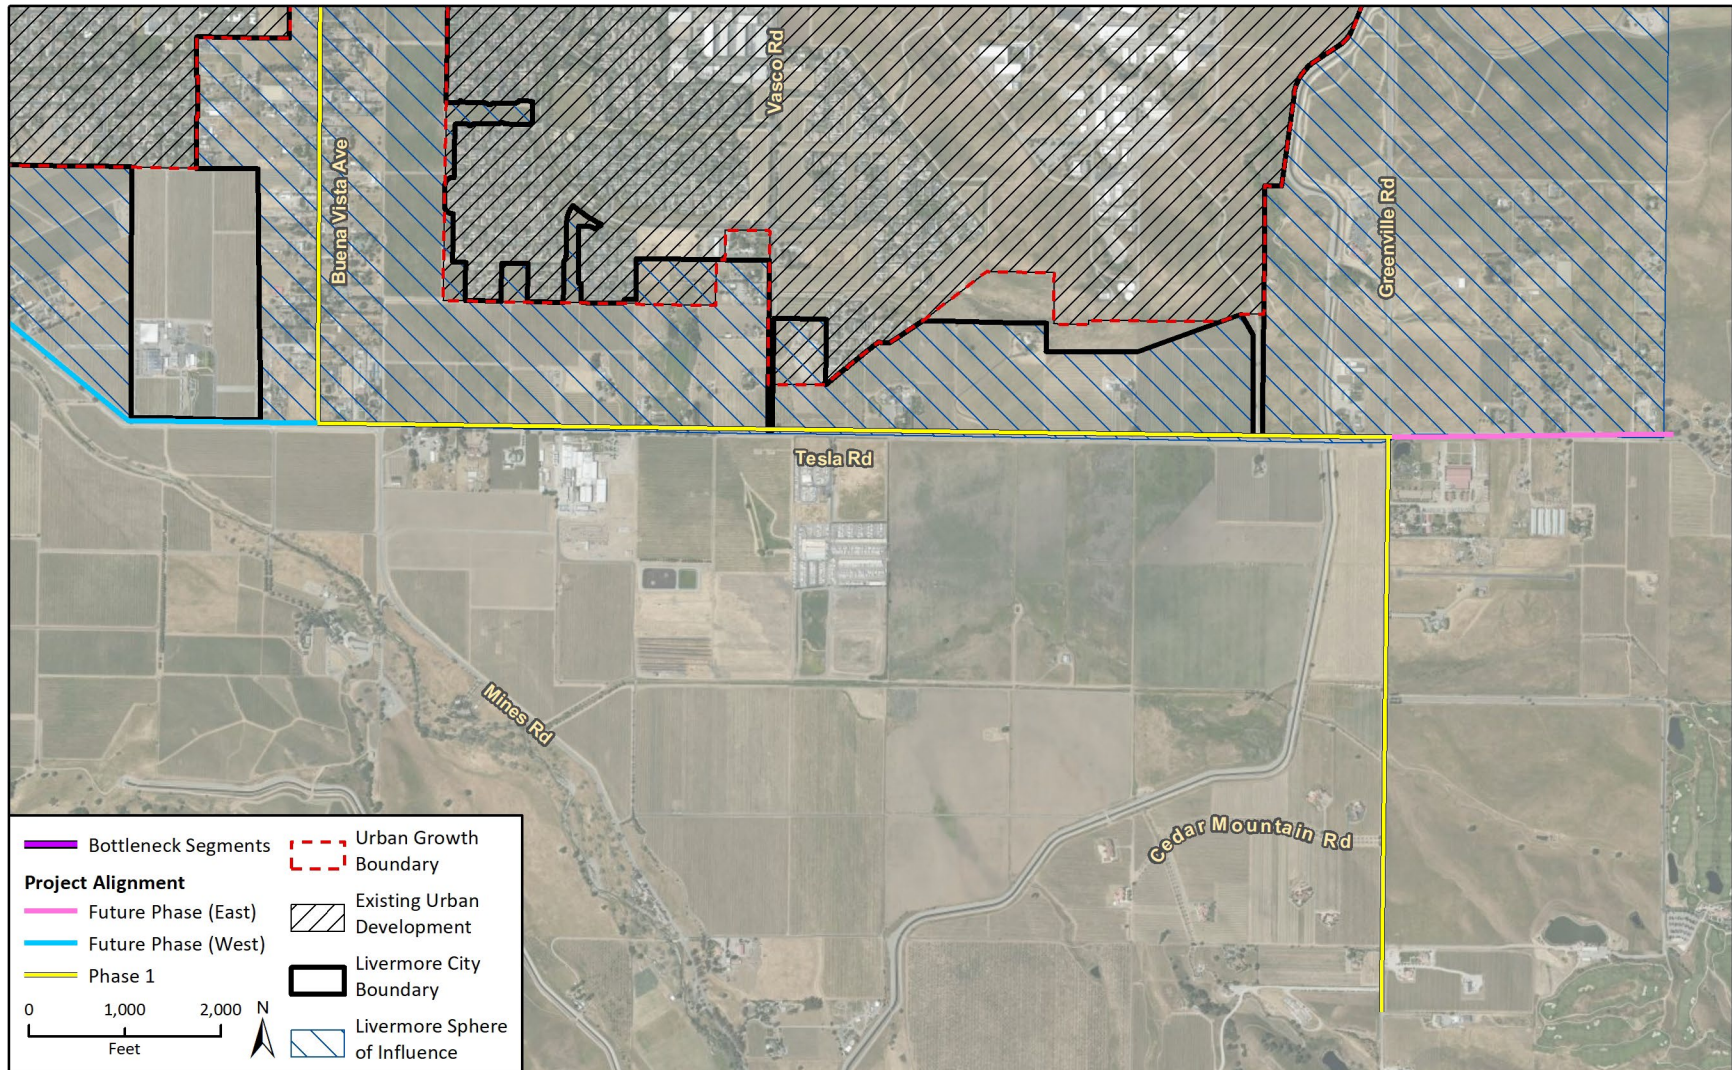 Vasco Rd
Buena Vista Ave
Greenville Rd
Tesla Rd
Mines Rd
Cedar Mountain Rd
Bottleneck Segments
Project Alignment
Future Phase (East)
Future Phase (West)
Phase 1
0 1,000 2,000
Feet
N
Urban Growth
Boundary
Existing Urban
Development
Livermore City
Boundary
Livermore Sphere
of Influence